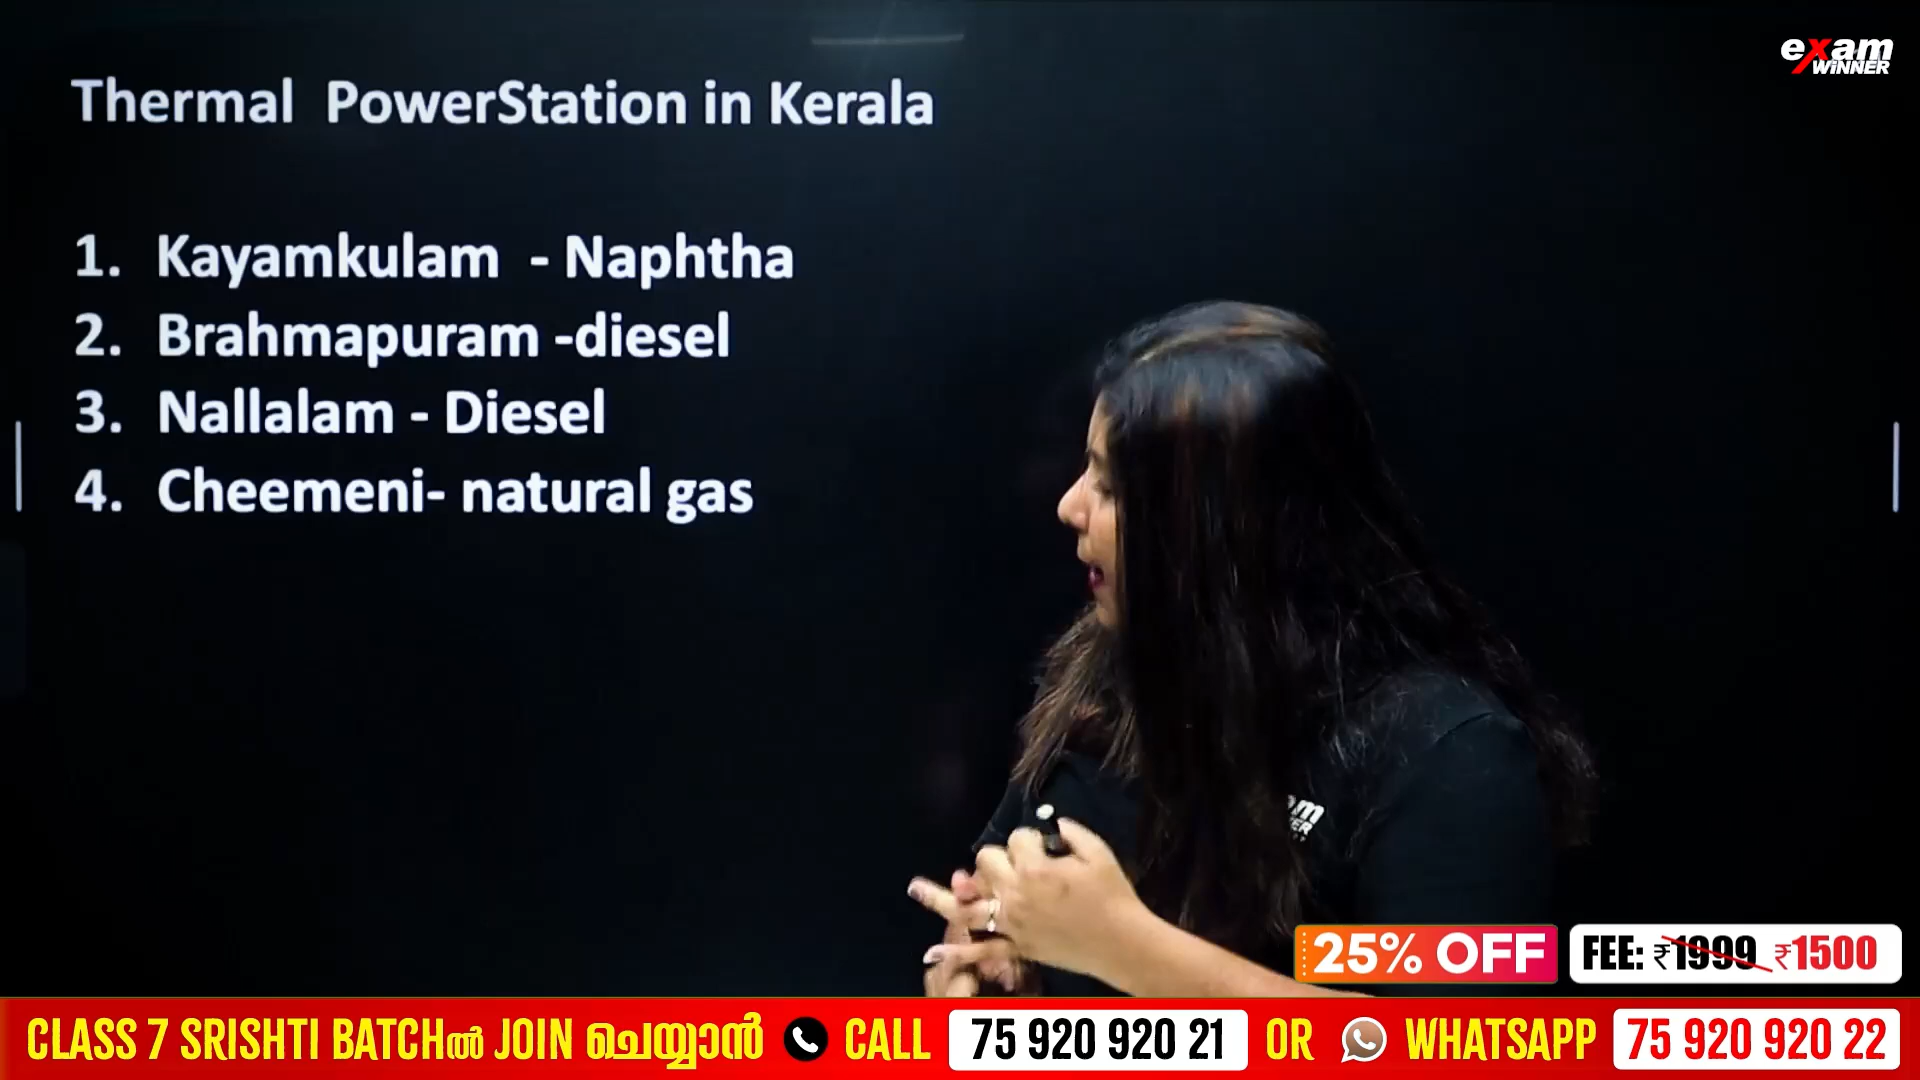 exam
WINNER
Thermal PowerStation in Kerala
1. Kayamkulam - Naphtha
2. Brahmapuram -diesel
3. Nallalam - Diesel
4. Cheemeni- natural gas
25% OFF
FEE: ₹1999 ₹1500
CLASS 7 SRISHTI BATCHൽ JOIN ചെയ്യാൻ CALL 75 920 920 21 OR WHATSAPP 75 920 920 22